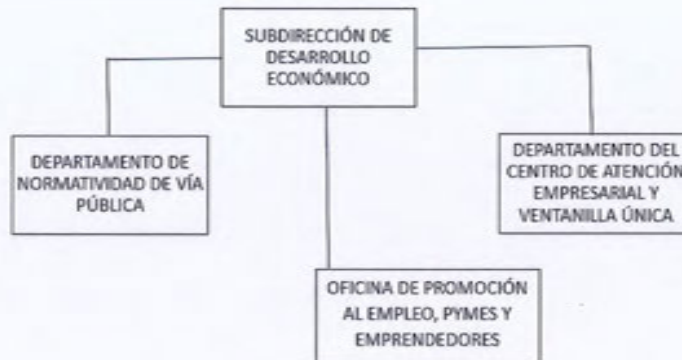 SUBDIRECCIÓN DE
DESARROLLO
ECONÓMICO
DEPARTAMENTO DE
NORMATIVIDAD DE VÍA
PÚBLICA
DEPARTAMENTO DEL
CENTRO DE ATENCIÓN
EMPRESARIAL Y
VENTANILLA ÚNICA
OFICINA DE PROMOCIÓN
AL EMPLEO, PYMES Y
EMPRENDEDORES